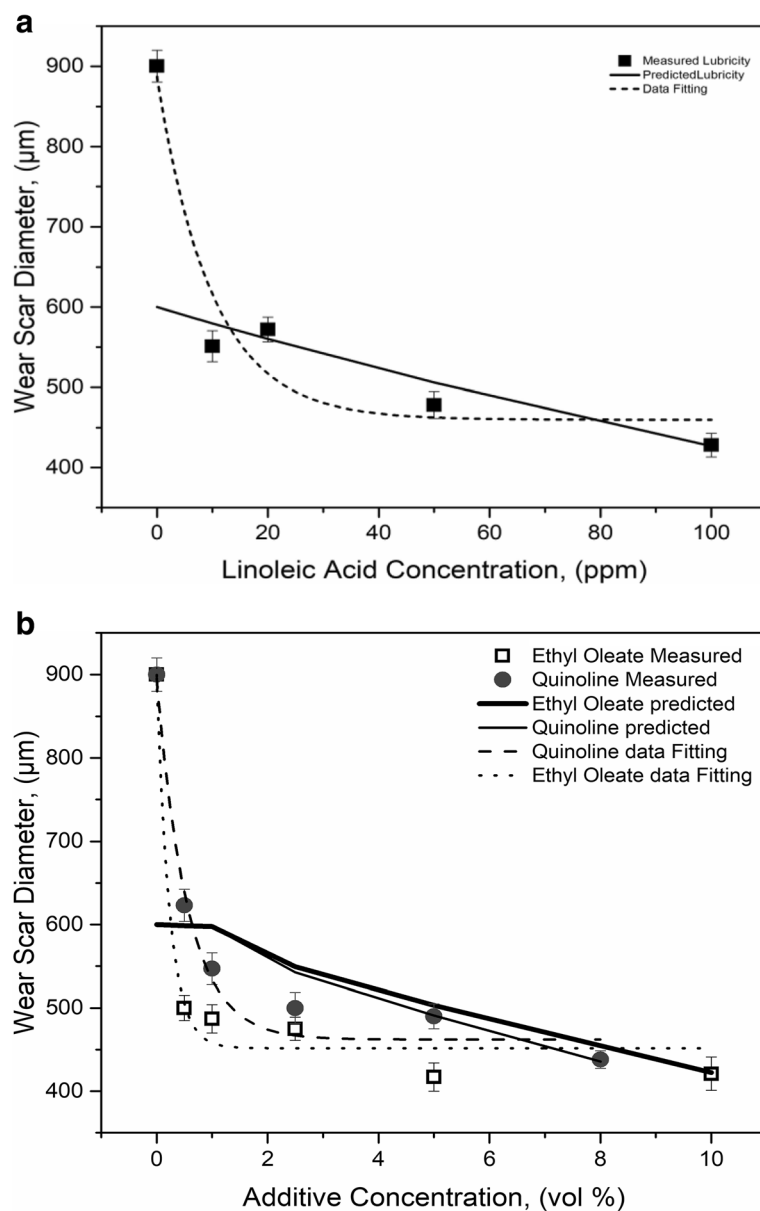 a
900
800
700
600
500
400
Wear Scar Diameter, (µm)
Measured Lubricity
PredictedLubricity
Data Fitting
0 20 40 60 80 100
Linoleic Acid Concentration, (ppm)
b
900
800
700
600
500
400
Wear Scar Diameter, (µm)
Ethyl Oleate Measured
Quinoline Measured
Ethyl Oleate predicted
Quinoline predicted
Quinoline data Fitting
Ethyl Oleate data Fitting
0 2 4 6 8 10
Additive Concentration, (vol %)